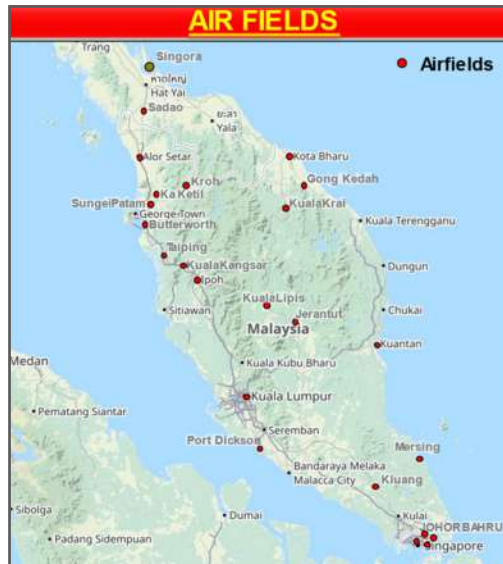 AIR FIELDS
Trang
Singora
Airfields
หาดใหญ่
Hat Yai
Sadao
ยะลา
Yala
Alor Setar
Kota Bharu
Kroh
Gong Kedah
Ka Ketil
SungeiPatam
KualaKrai
George-Town
Butterworth
Kuala Terengganu
Taiping
KualaKangsar
Dungun
Ipoh
KualaLipis
Sitiawan
Jerantut
Chukai
Malaysia
Kuantan
Medan
Kuala Kubu Bharu
Pematang Siantar
Kuala Lumpur
Seremban
Port Dickson
Mersing
Bandaraya Melaka
Malacca City
Kluang
Sibolga
Dumai
Kulai
JOHORBAHRU
Padang Sidempuan
Singapore